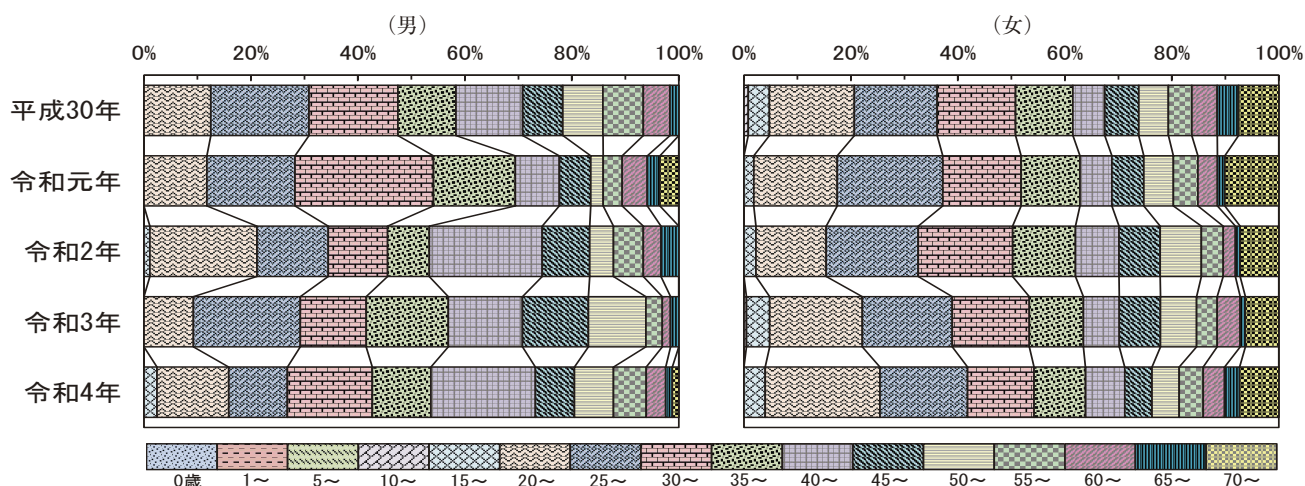 （男）
（女）
0% 20% 40% 60% 80% 100%
0% 20% 40% 60% 80% 100%
平成30年
令和元年
令和2年
令和3年
令和4年
0歳 1～ 5～ 10～ 15～ 20～ 25～ 30～ 35～ 40～ 45～ 50～ 55～ 60～ 65～ 70～